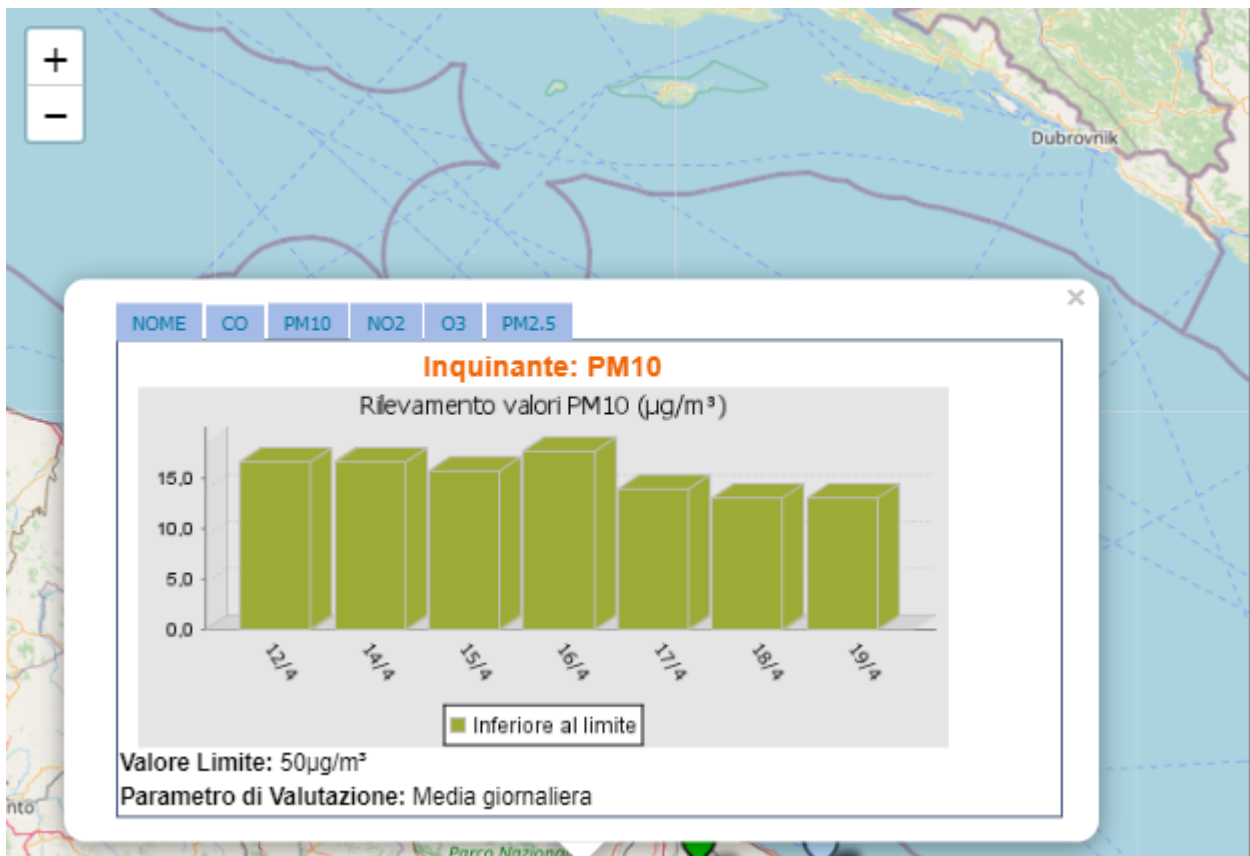 +
−
Dubrovnik
×
NOME CO PM10 NO2 O3 PM2.5
Inquinante: PM10
Rilevamento valori PM10 (µg/m³)
15,0
10,0
5,0
0,0
12/4 14/4 15/4 16/4 17/4 18/4 19/4
Inferiore al limite
Valore Limite: 50µg/m³
Parametro di Valutazione: Media giornaliera
nto
Parco Naziona